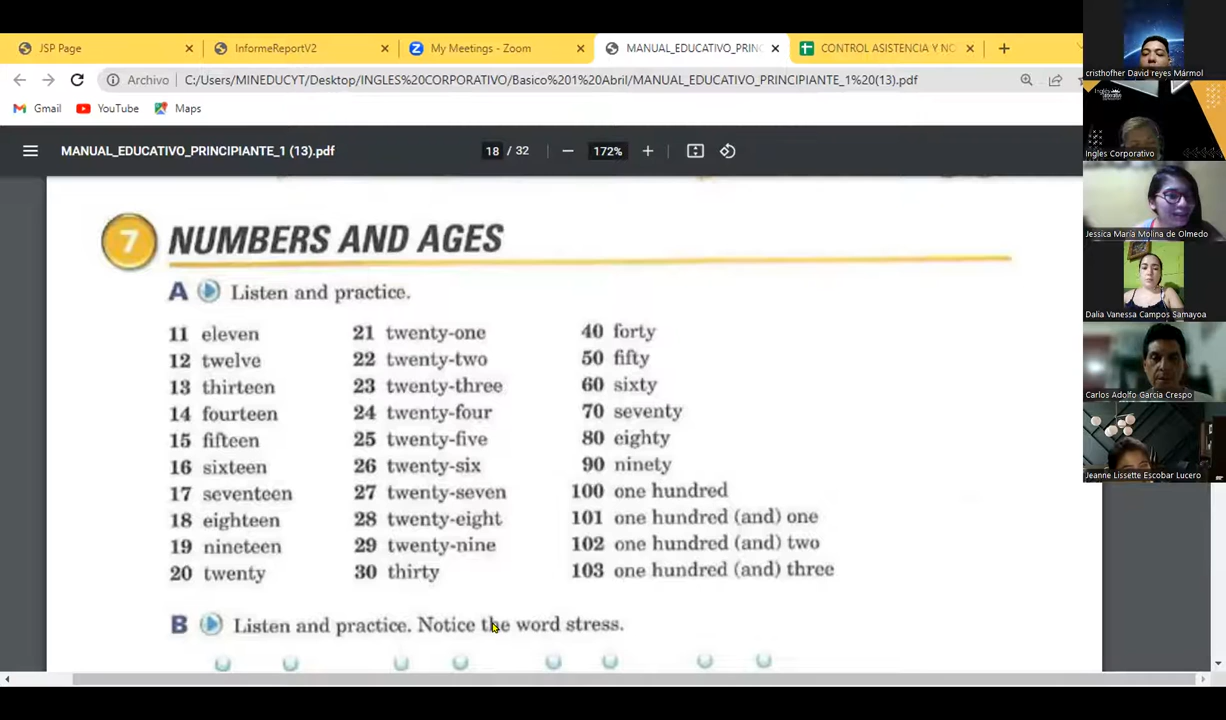 JSP Page
InformeReportV2
My Meetings - Zoom
MANUAL_EDUCATIVO_PRINC
CONTROL ASISTENCIA Y NO
Archivo C:/Users/MINEDUCYT/Desktop/INGLES%20CORPORATIVO/Basico%201%20Abril/MANUAL_EDUCATIVO_PRINCIPIANTE_1%20(13).pdf
Gmail YouTube Maps
MANUAL_EDUCATIVO_PRINCIPIANTE_1 (13).pdf 18 / 32 172%
7 NUMBERS AND AGES
A Listen and practice.
11 eleven
12 twelve
13 thirteen
14 fourteen
15 fifteen
16 sixteen
17 seventeen
18 eighteen
19 nineteen
20 twenty
21 twenty-one
22 twenty-two
23 twenty-three
24 twenty-four
25 twenty-five
26 twenty-six
27 twenty-seven
28 twenty-eight
29 twenty-nine
30 thirty
40 forty
50 fifty
60 sixty
70 seventy
80 eighty
90 ninety
100 one hundred
101 one hundred (and) one
102 one hundred (and) two
103 one hundred (and) three
B Listen and practice. Notice the word stress.
cristhofer David reyes Mármol
Ingles Corporativo
Jessica María Molina de Olmedo
Dalia Vanessa Campos Samayoa
Carlos Adolfo Garcia Crespo
Jeanne Lissette Escobar Lucero